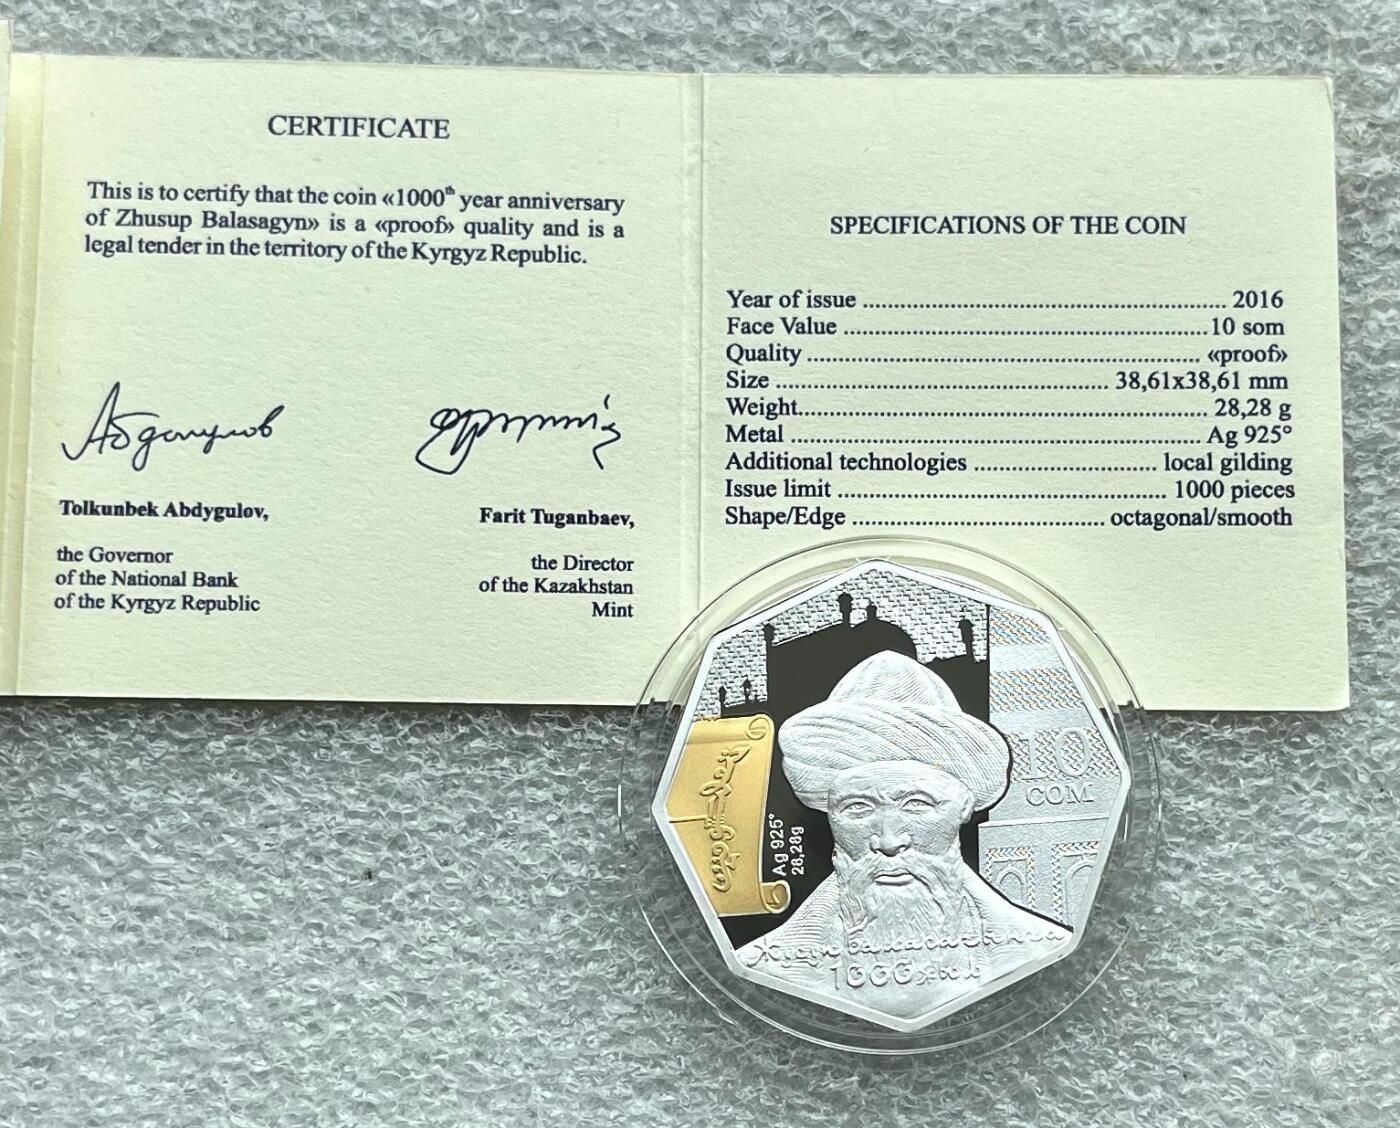 CERTIFICATE
This is to certify that the coin «1000th year anniversary
of Zhusup Balasagyn» is a «proof» quality and is a
legal tender in the territory of the Kyrgyz Republic.
Tolkunbek Abdygulov,
the Governor
of the National Bank
of the Kyrgyz Republic
Farit Tuganbaev,
the Director
of the Kazakhstan
Mint
SPECIFICATIONS OF THE COIN
Year of issue ........................................................... 2016
Face Value ........................................................... 10 som
Quality ................................................................ «proof»
Size ...................................................... 38,61x38,61 mm
Weight.................................................................. 28,28 g
Metal .................................................................. Ag 925°
Additional technologies .............................. local gilding
Issue limit ..................................................... 1000 pieces
Shape/Edge ......................................... octagonal/smooth
10
СОМ
Ag 925°
28,28g
Жусуп Баласагынга
1000 жыл